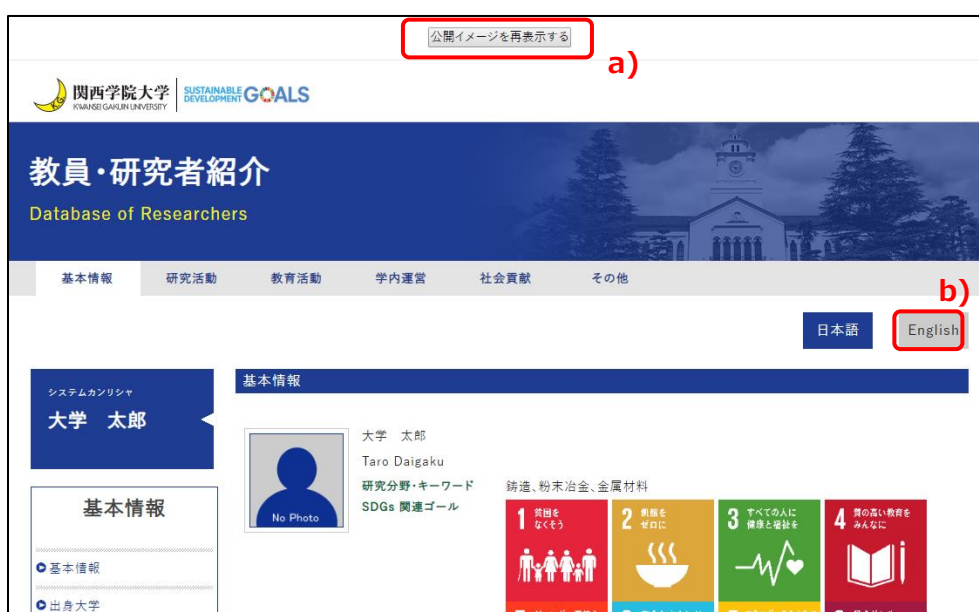 公開イメージを再表示する
a)
関西学院大学
KWANSEI GAKUIN UNIVERSITY
SUSTAINABLE
DEVELOPMENT GOALS
教員・研究者紹介
Database of Researchers
基本情報 研究活動 教育活動 学内運営 社会貢献 その他
b)
日本語 English
システムカンリシャ
大学 太郎
基本情報
大学 太郎
Taro Daigaku
研究分野・キーワード 鋳造、粉末冶金、金属材料
SDGs 関連ゴール
No Photo
1 貧困を
なくそう
2 飢餓を
ゼロに
3 すべての人に
健康と福祉を
4 質の高い教育を
みんなに
基本情報
基本情報
出身大学